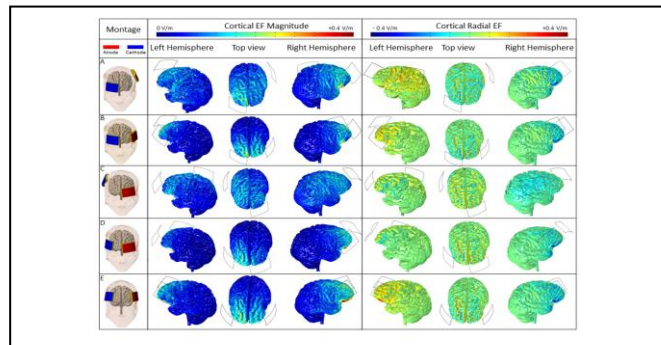 Montage
Cortical EF Magnitude
0 V/m
+0.4 V/m
Cortical Radial EF
- 0.4 V/m
+0.4 V/m
Anode
Cathode
Left Hemisphere
Top view
Right Hemisphere
Left Hemisphere
Top view
Right Hemisphere
A
B
C
D
E